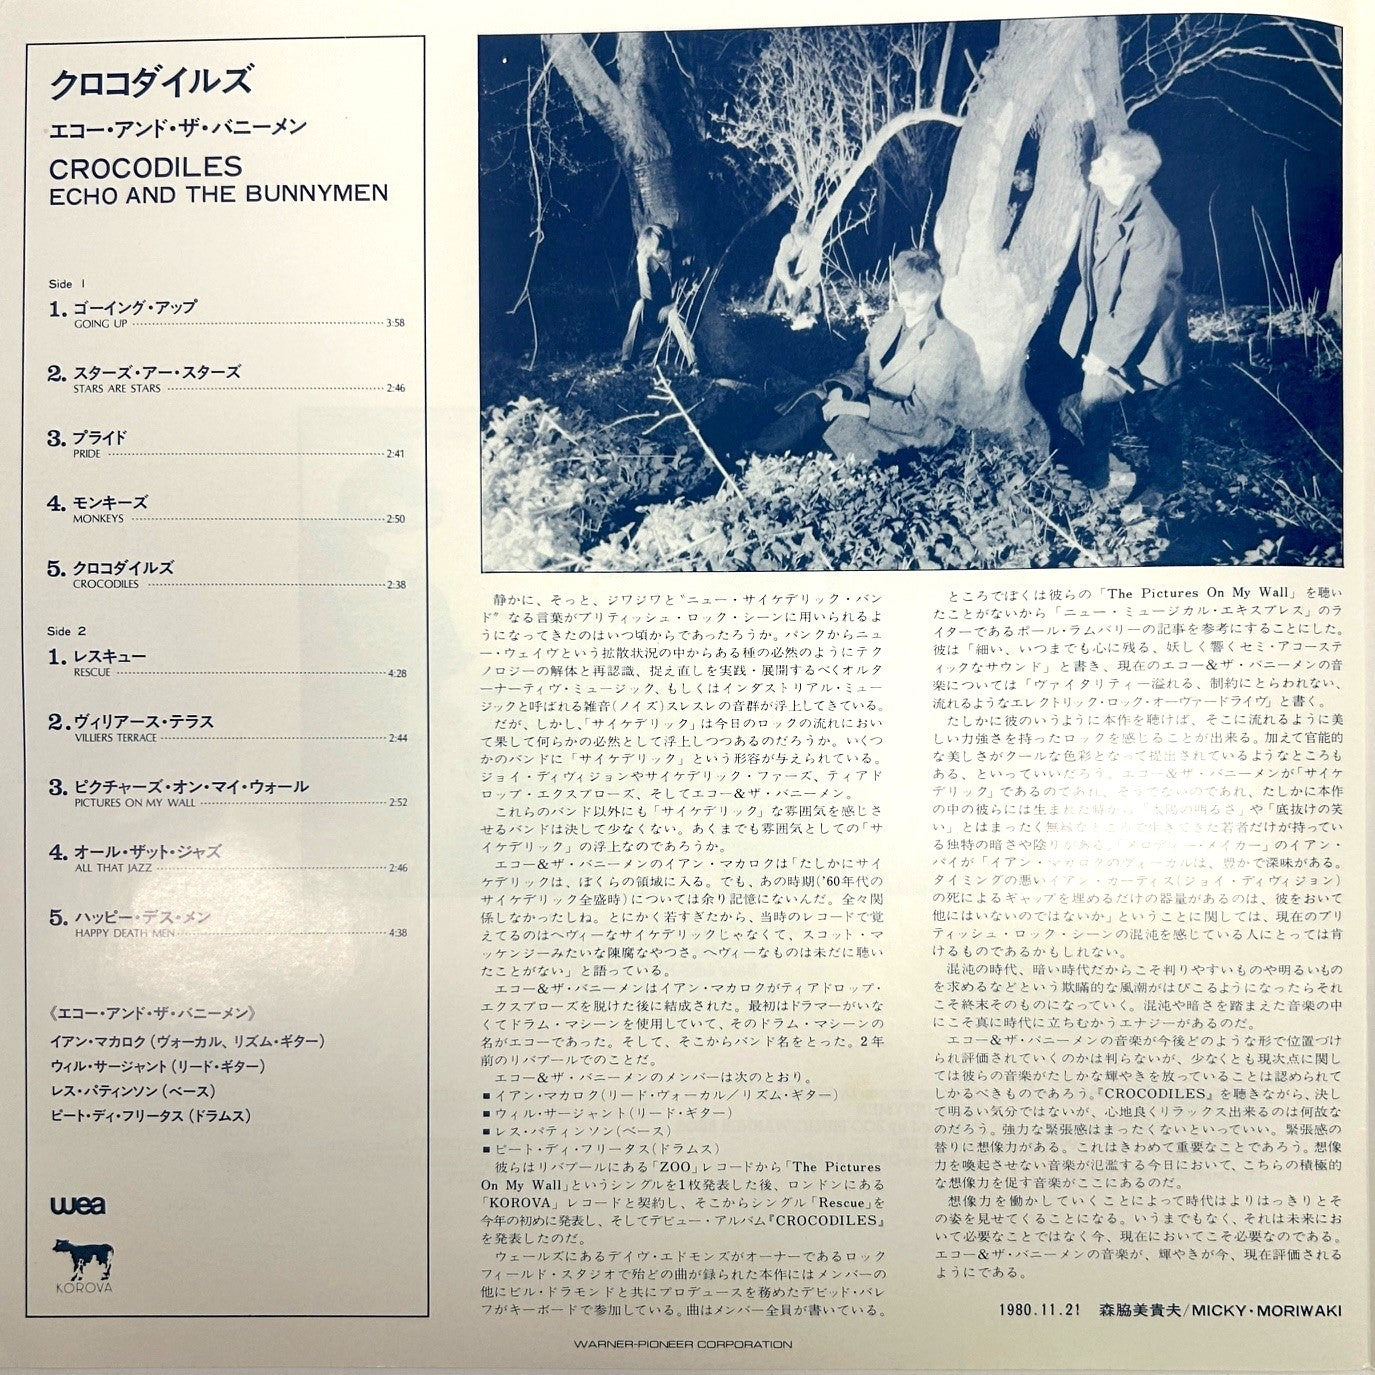 クロコダイルズ
エコー・アンド・ザ・バニーメン
CROCODILES
ECHO AND THE BUNNYMEN
Side 1
1. ゴーイング・アップ
GOING UP 3:58
2. スターズ・アー・スターズ
STARS ARE STARS 2:46
3. プライド
PRIDE 2:41
4. モンキーズ
MONKEYS 2:50
5. クロコダイルズ
CROCODILES 2:38
Side 2
1. レスキュー
RESCUE 4:28
2. ヴィリアース・テラス
VILLIERS TERRACE 2:44
3. ピクチャーズ・オン・マイ・ウォール
PICTURES ON MY WALL 2:52
4. オール・ザット・ジャズ
ALL THAT JAZZ 2:46
5. ハッピー・デス・メン
HAPPY DEATH MEN 4:38
《エコー・アンド・ザ・バニーメン》
イアン・マカロク(ヴォーカル、リズム・ギター)
ウィル・サージャント(リード・ギター)
レス・パティンソン(ベース)
ピート・ディ・フリータス(ドラムス)
wea
KOROVA
静かに、そっと、ジワジワと〝ニュー・サイケデリック・バン
ド〟なる言葉がブリティッシュ・ロック・シーンに用いられるよ
うになってきたのはいつ頃からであったろうか。パンクからニュ
ー・ウェイヴという拡散状況の中からある種の必然のようにテク
ノロジーの解体と再認識、捉え直しを実践・展開するべくオルタ
ーナーティヴ・ミュージック、もしくはインダストリアル・ミュー
ジックと呼ばれる雑音(ノイズ)スレスレの音群が浮上してきている。
だが、しかし、「サイケデリック」は今日のロックの流れにおい
て果して何らかの必然として浮上しつつあるのだろうか。いくつ
かのバンドに「サイケデリック」という形容が与えられている。
ジョイ・ディヴィジョンやサイケデリック・ファーズ、ティアド
ロップ・エクスプローズ、そしてエコー&ザ・バニーメン。
これらのバンド以外にも「サイケデリック」な雰囲気を感じさ
せるバンドは決して少なくない。あくまでも雰囲気としての「サ
イケデリック」の浮上なのであろうか。
エコー&ザ・バニーメンのイアン・マカロクは「たしかにサイ
ケデリックは、ぼくらの領域に入る。でも、あの時期('60年代の
サイケデリック全盛時)については余り記憶にないんだ。全々関
係しなかったしね。とにかく若すぎたから、当時のレコードで覚
えてるのはヘヴィーなサイケデリックじゃなくて、スコット・マ
ッケンジーみたいな陳腐なやつさ。ヘヴィーなものは未だに聴い
たことがない」と語っている。
エコー&ザ・バニーメンはイアン・マカロクがティアドロップ・
エクスプローズを脱けた後に結成された。最初はドラマーがいな
くてドラム・マシーンを使用していて、そのドラム・マシーンの
名がエコーであった。そして、そこからバンド名をとった。2年
前のリバプールでのことだ。
エコー&ザ・バニーメンのメンバーは次のとおり。
■イアン・マカロク(リード・ヴォーカル/リズム・ギター)
■ウィル・サージャント(リード・ギター)
■レス・パティンソン(ベース)
■ピート・ディ・フリータス(ドラムス)
彼らはリバプールにある「ZOO」レコードから「The Pictures
On My Wall」というシングルを1枚発表した後、ロンドンにある
「KOROVA」レコードと契約し、そこからシングル「Rescue」を
今年の初めに発表し、そしてデビュー・アルバム『CROCODILES』
を発表したのだ。
ウェールズにあるデイヴ・エドモンズがオーナーであるロック
フィールド・スタジオで殆どの曲が録られた本作にはメンバーの
他にビル・ドラモンドと共にプロデュースを務めたデビッド・バレ
フがキーボードで参加している。曲はメンバー全員が書いている。
ところでぼくは彼らの「The Pictures On My Wall」を聴い
たことがないから「ニュー・ミュージカル・エキスプレス」のラ
イターであるポール・ラムバリーの記事を参考にすることにした。
彼は「細い、いつまでも心に残る、妖しく響くセミ・アコーステ
ィックなサウンド」と書き、現在のエコー&ザ・バニーメンの音
楽については「ヴァイタリティー溢れる、制約にとらわれない、
流れるようなエレクトリック・ロック・オーヴァードライヴ」と書く。
たしかに彼のいうように本作を聴けば、そこに流れるように美
しい力強さを持ったロックを感じることが出来る。加えて官能的
な美しさがクールな色彩となって提出されているようなところも
ある、といっていいだろう。エコー&ザ・バニーメンが「サイケ
デリック」であるのであれ、そうでないのであれ、たしかに本作
の中の彼らには生まれた時から「太陽の明るさ」や「底抜けの笑
い」とはまったく無縁なところで生きてきた若者だけが持ってい
る独特の暗さや陰りがある。「メロディー・メイカー」のイアン・
パイが「イアン・マカロクのヴォーカルは、豊かで深味がある。
タイミングの悪いイアン・カーティス(ジョイ・ディヴィジョン)
の死によるギャップを埋めるだけの器量があるのは、彼をおいて
他にはいないのではないか」ということに関しては、現在のブリ
ティッシュ・ロック・シーンの混沌を感じている人にとっては肯
けるものであるかもしれない。
混沌の時代、暗い時代だからこそ判りやすいものや明るいもの
を求めるなどという欺瞞的な風潮がはびこるようになったらそれ
こそ終末そのものになっていく。混沌や暗さを踏まえた音楽の中
にこそ真に時代に立ちむかうエナジーがあるのだ。
エコー&ザ・バニーメンの音楽が今後どのような形で位置づけ
られ評価されていくのかは判らないが、少なくとも現次点に関し
ては彼らの音楽がたしかな輝やきを放っていることは認められて
しかるべきものであろう。『CROCODILES』を聴きながら、決し
て明るい気分ではないが、心地良くリラックス出来るのは何故な
のだろう。強力な緊張感はまったくないといっていい。緊張感の
替りに想像力がある。これはきわめて重要なことであろう。想像
力を喚起させない音楽が氾濫する今日において、こちらの積極的
な想像力を促す音楽がここにあるのだ。
想像力を働かしていくことによって時代はよりはっきりとそ
の姿を見せてくることになる。いうまでもなく、それは未来にお
いて必要なことではなく今、現在においてこそ必要なのである。
エコー&ザ・バニーメンの音楽が、輝やきが今、現在評価される
ようにである。
1980.11.21 森脇美貴夫/MICKY・MORIWAKI
WARNER-PIONEER CORPORATION